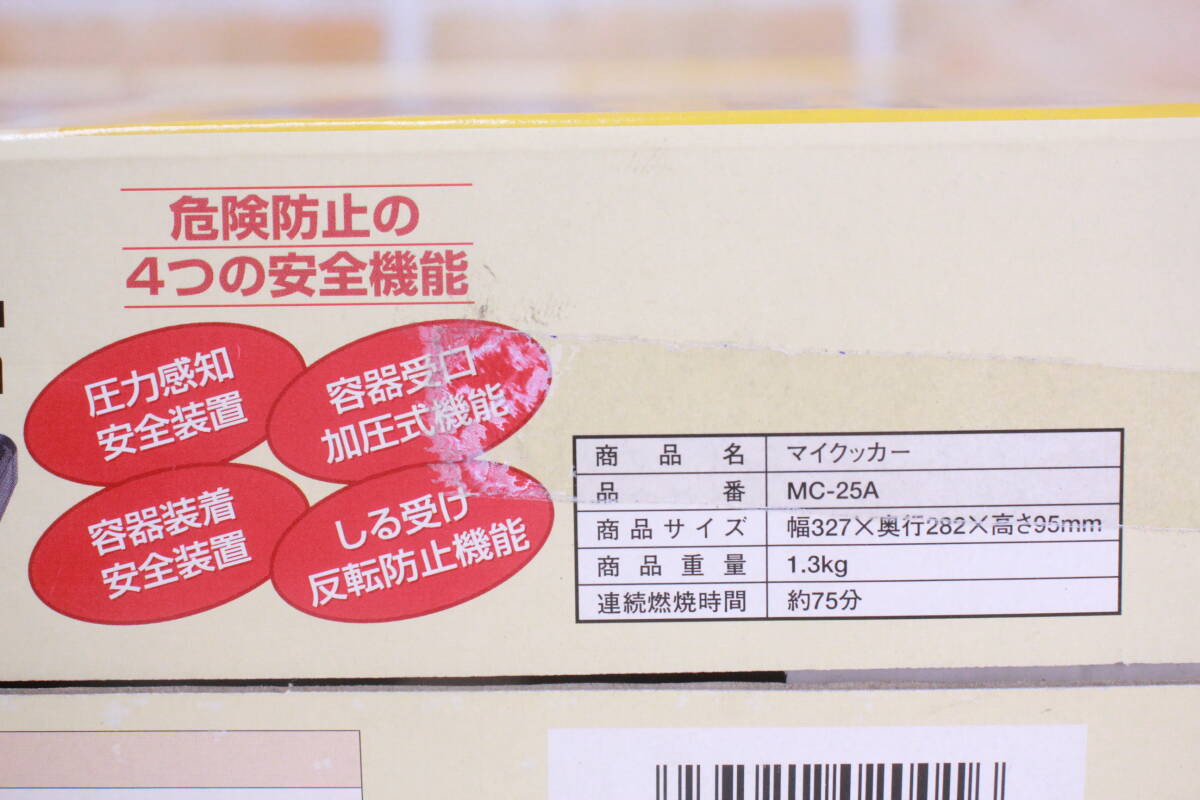 危険防止の
4つの安全機能
圧力感知
安全装置
容器受口
加圧式機能
容器装着
安全装置
しる受け
反転防止機能
商品名 マイクッカー
品番 MC-25A
商品サイズ 幅327×奥行282×高さ95mm
商品重量 1.3kg
連続燃焼時間 約75分